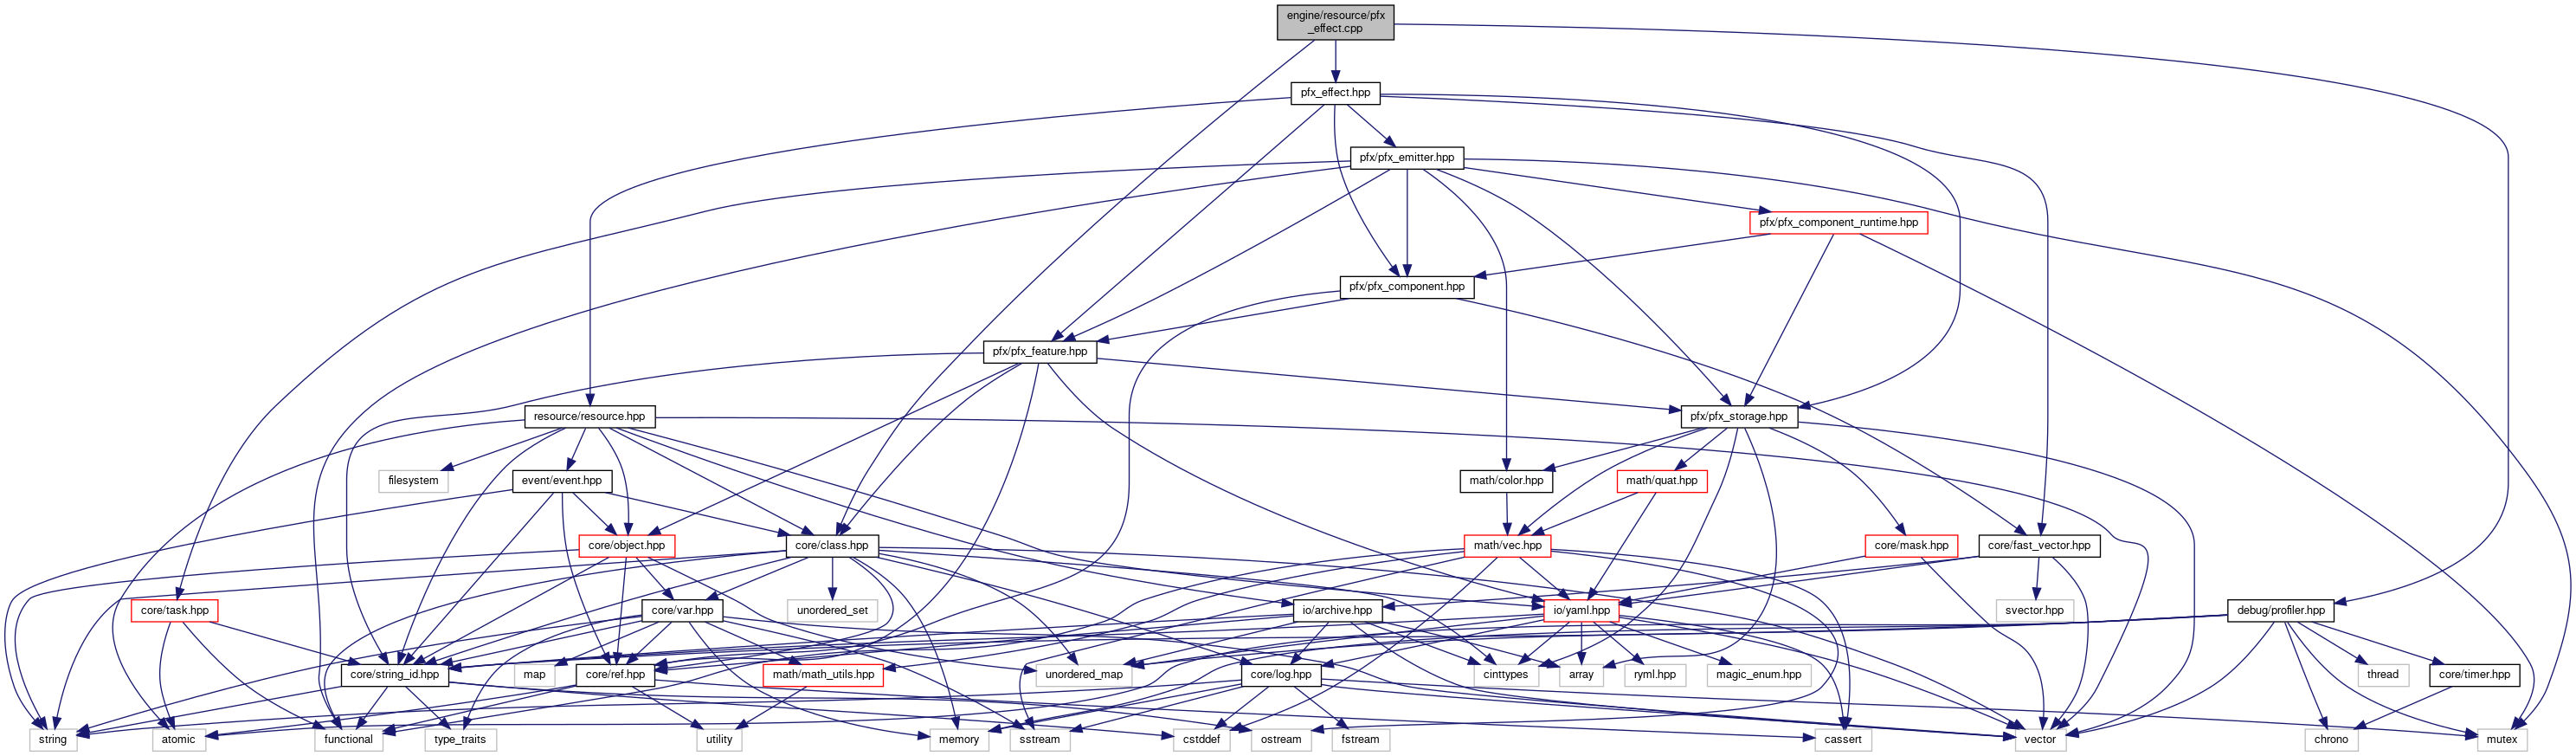 engine/resource/pfx
_effect.cpp
pfx_effect.hpp
pfx/pfx_emitter.hpp
pfx/pfx_component_runtime.hpp
pfx/pfx_component.hpp
pfx/pfx_feature.hpp
resource/resource.hpp
pfx/pfx_storage.hpp
filesystem
event/event.hpp
math/color.hpp
math/quat.hpp
core/object.hpp
core/class.hpp
math/vec.hpp
core/mask.hpp
core/fast_vector.hpp
core/task.hpp
core/var.hpp
unordered_set
io/archive.hpp
io/yaml.hpp
svector.hpp
debug/profiler.hpp
core/string_id.hpp
map
core/ref.hpp
math/math_utils.hpp
unordered_map
core/log.hpp
cinttypes
array
ryml.hpp
magic_enum.hpp
thread
core/timer.hpp
string
atomic
functional
type_traits
utility
memory
sstream
cstddef
ostream
fstream
cassert
vector
chrono
mutex